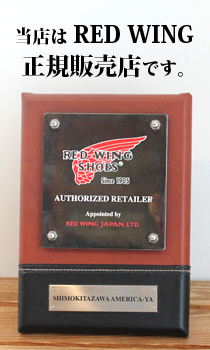 当店は RED WING
正規販売店です。
RED WING
SHOES
Since 1905
AUTHORIZED RETAILER
Appointed by
RED WING JAPAN, LTD.
SHIMOKITAZAWA AMERICA-YA